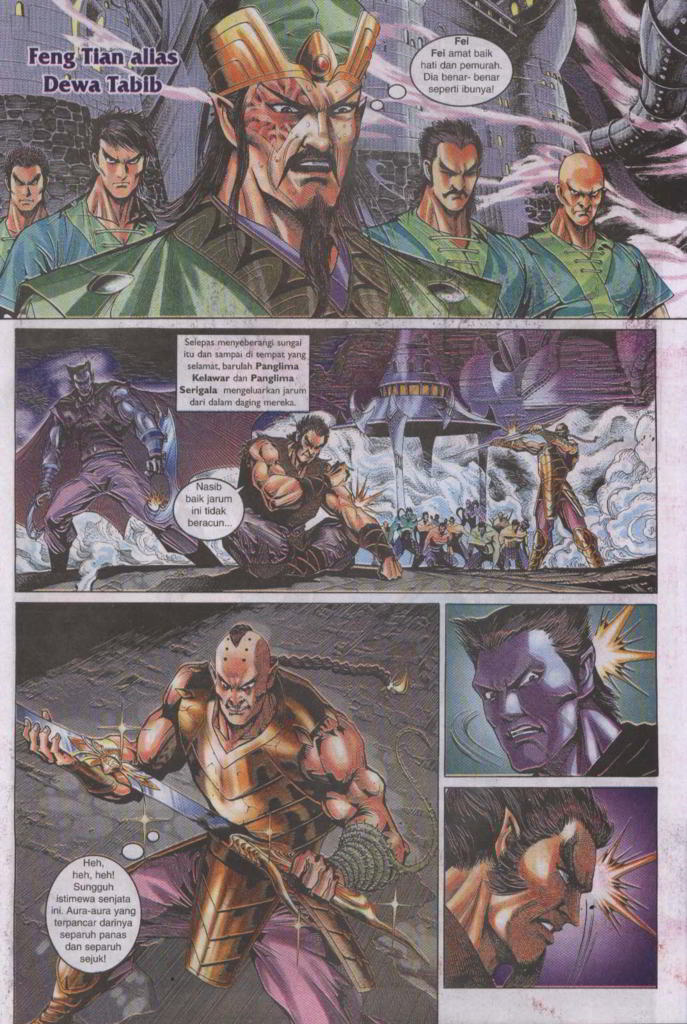 Feng Tian alias
Dewa Tabib
Fei
Fei amat baik
hati dan pemurah.
Dia benar- benar
seperti ibunya!
Selepas menyeberangi sungai
itu dan sampai di tempat yang
selamat, barulah Panglima
Kelawar dan Panglima
Serigala mengeluarkan jarum
dari dalam daging mereka.
Nasib
baik jarum
ini tidak
beracun...
Heh,
heh, heh!
Sungguh
istimewa senjata
ini. Aura-aura yang
terpancar darinya
separuh panas
dan separuh
sejuk!